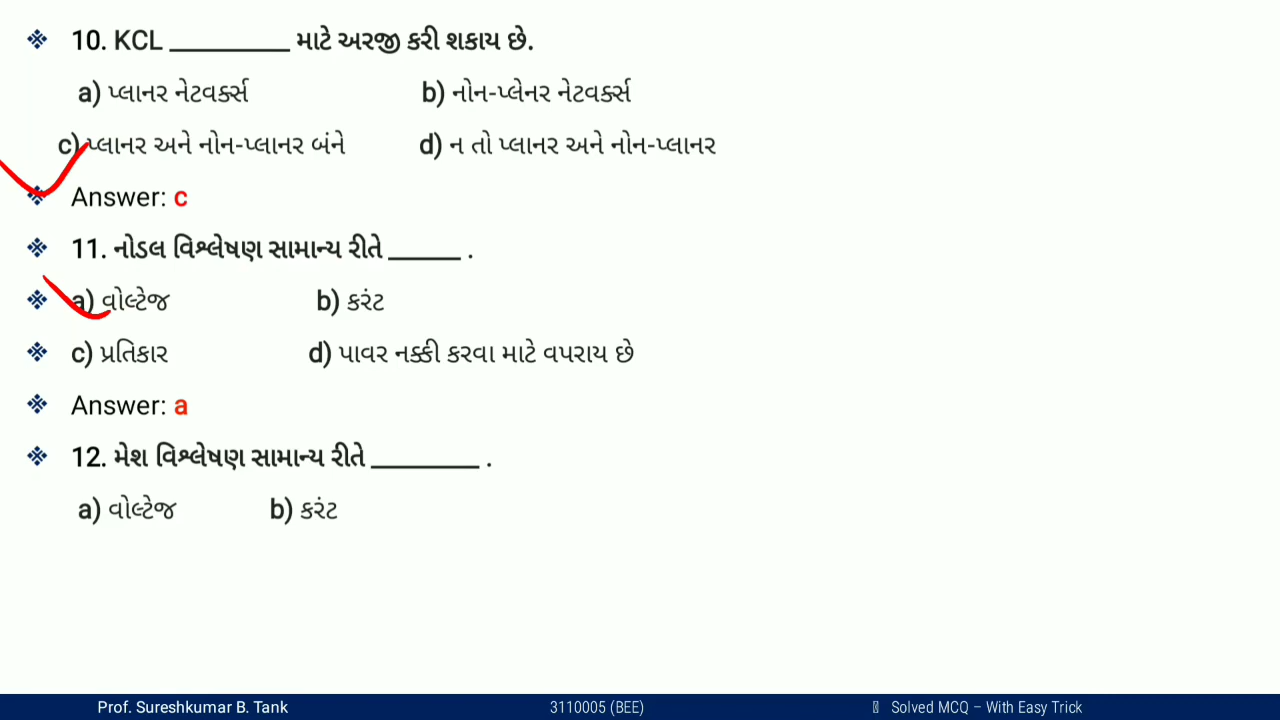 ❖ 10. KCL __________ માટે અરજી કરી શકાય છે.
a) પ્લાનર નેટવર્ક્સ b) નોન-પ્લેનર નેટવર્ક્સ
c) પ્લાનર અને નોન-પ્લાનર બંને d) ન તો પ્લાનર અને નોન-પ્લાનર
❖ Answer: c
❖ 11. નોડલ વિશ્લેષણ સામાન્ય રીતે ______ .
❖ a) વોલ્ટેજ b) કરંટ
❖ c) પ્રતિકાર d) પાવર નક્કી કરવા માટે વપરાય છે
❖ Answer: a
❖ 12. મેશ વિશ્લેષણ સામાન્ય રીતે _________ .
a) વોલ્ટેજ b) કરંટ
Prof. Sureshkumar B. Tank 3110005 (BEE) Solved MCQ – With Easy Trick